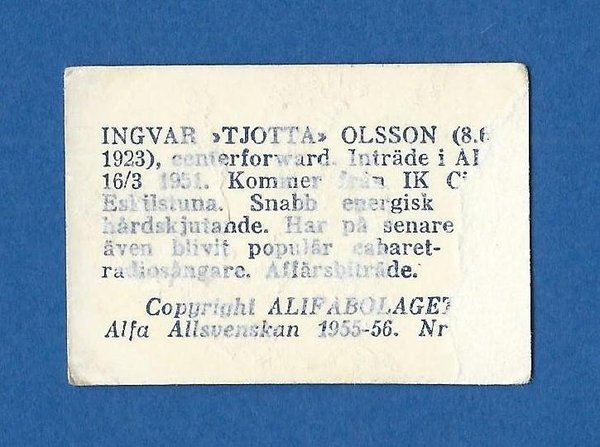 INGVAR »TJOTTA» OLSSON (8.6
1923), centerforward. Inträde i AI
16/3 1951. Kommer från IK C
Eskilstuna. Snabb energisk
hårdskjutande. Har på senare
även blivit populär cabaret-
radiosångare. Affärsbiträde.
Copyright ALIFABOLAGET
Alfa Allsvenskan 1955-56. Nr